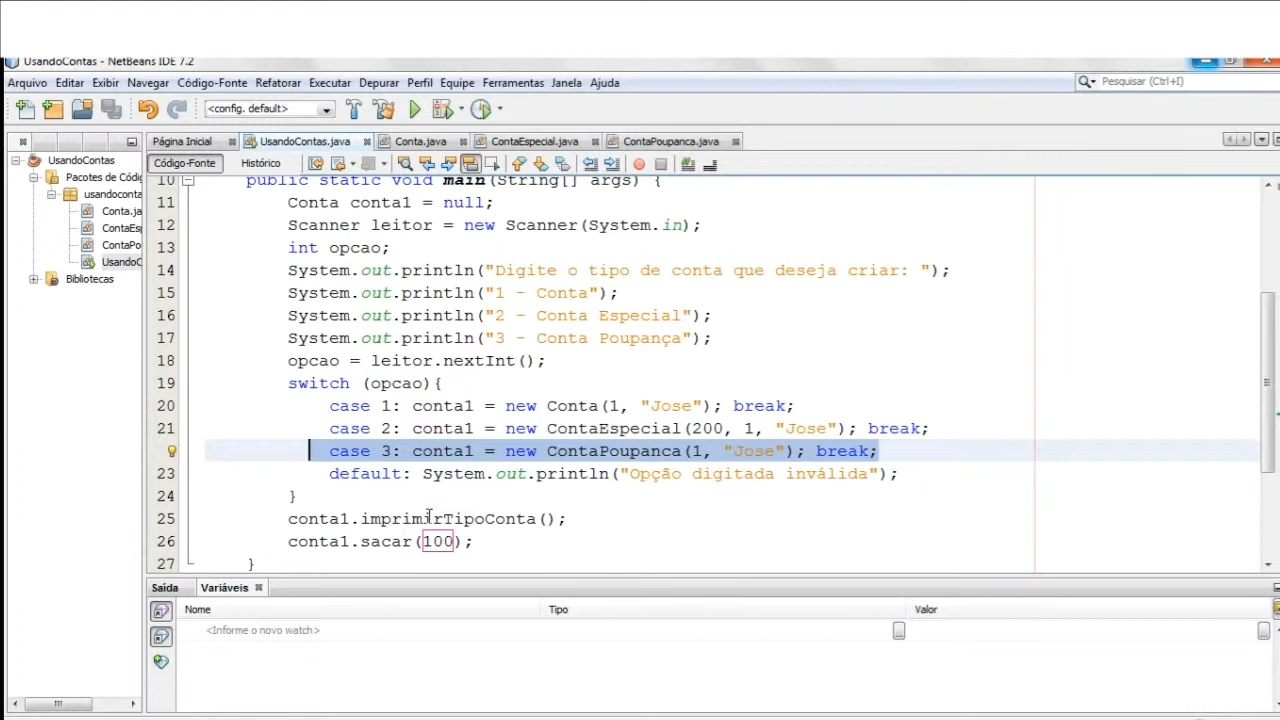 UsandoContas - NetBeans IDE 7.2
Arquivo Editar Exibir Navegar Código-Fonte Refatorar Executar Depurar Perfil Equipe Ferramentas Janela Ajuda
Pesquisar (Ctrl+I)
<config. default>
Página Inicial UsandoContas.java Conta.java ContaEspecial.java ContaPoupanca.java
UsandoContas
Pacotes de Códig
usandoconta
Conta.ja
ContaEsp
ContaPo
UsandoC
Bibliotecas
Código-Fonte Histórico
10 public static void main(String[] args) {
11 Conta conta1 = null;
12 Scanner leitor = new Scanner(System.in);
13 int opcao;
14 System.out.println("Digite o tipo de conta que deseja criar: ");
15 System.out.println("1 - Conta");
16 System.out.println("2 - Conta Especial");
17 System.out.println("3 - Conta Poupança");
18 opcao = leitor.nextInt();
19 switch (opcao){
20 case 1: conta1 = new Conta(1, "Jose"); break;
21 case 2: conta1 = new ContaEspecial(200, 1, "Jose"); break;
case 3: conta1 = new ContaPoupanca(1, "Jose"); break;
23 default: System.out.println("Opção digitada inválida");
24 }
25 conta1.imprimirTipoConta();
26 conta1.sacar(100);
27 }
Saída Variáveis
Nome Tipo Valor
<Informe o novo watch>
... ...